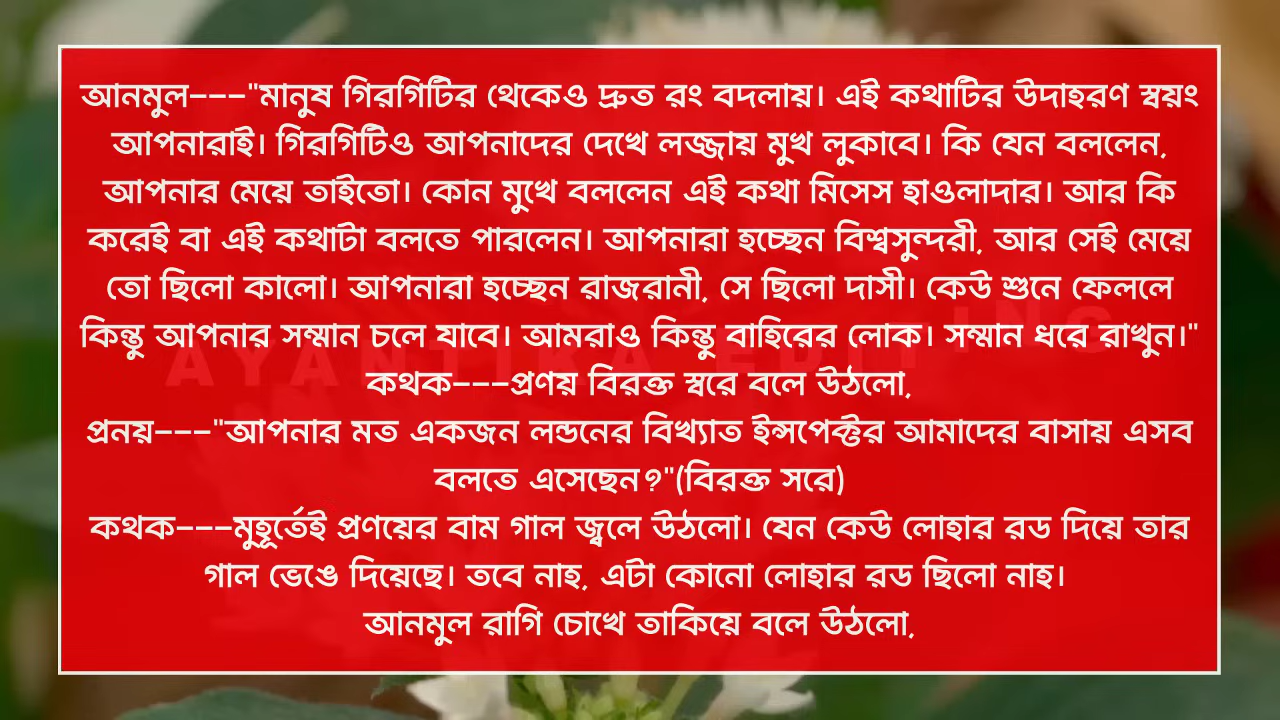 আনমুল---"মানুষ গিরগিটির থেকেও দ্রুত রং বদলায়। এই কথাটির উদাহরণ স্বয়ং
আপনারাই। গিরগিটিও আপনাদের দেখে লজ্জায় মুখ লুকাবে। কি যেন বললেন,
আপনার মেয়ে তাইতো। কোন মুখে বললেন এই কথা মিসেস হাওলাদার। আর কি
করেই বা এই কথাটা বলতে পারলেন। আপনারা হচ্ছেন বিশ্বসুন্দরী, আর সেই মেয়ে
তো ছিলো কালো। আপনারা হচ্ছেন রাজরানী, সে ছিলো দাসী। কেউ শুনে ফেললে
কিন্তু আপনার সম্মান চলে যাবে। আমরাও কিন্তু বাহিরের লোক। সম্মান ধরে রাখুন।"
AYANTIKA EDITING
কথক---প্রণয় বিরক্ত স্বরে বলে উঠলো,
প্রনয়---"আপনার মত একজন লন্ডনের বিখ্যাত ইন্সপেক্টর আমাদের বাসায় এসব
বলতে এসেছেন?"(বিরক্ত সরে)
কথক---মুহূর্তেই প্রণয়ের বাম গাল জ্বলে উঠলো। যেন কেউ লোহার রড দিয়ে তার
গাল ভেঙে দিয়েছে। তবে নাহ, এটা কোনো লোহার রড ছিলো নাহ।
আনমুল রাগি চোখে তাকিয়ে বলে উঠলো,